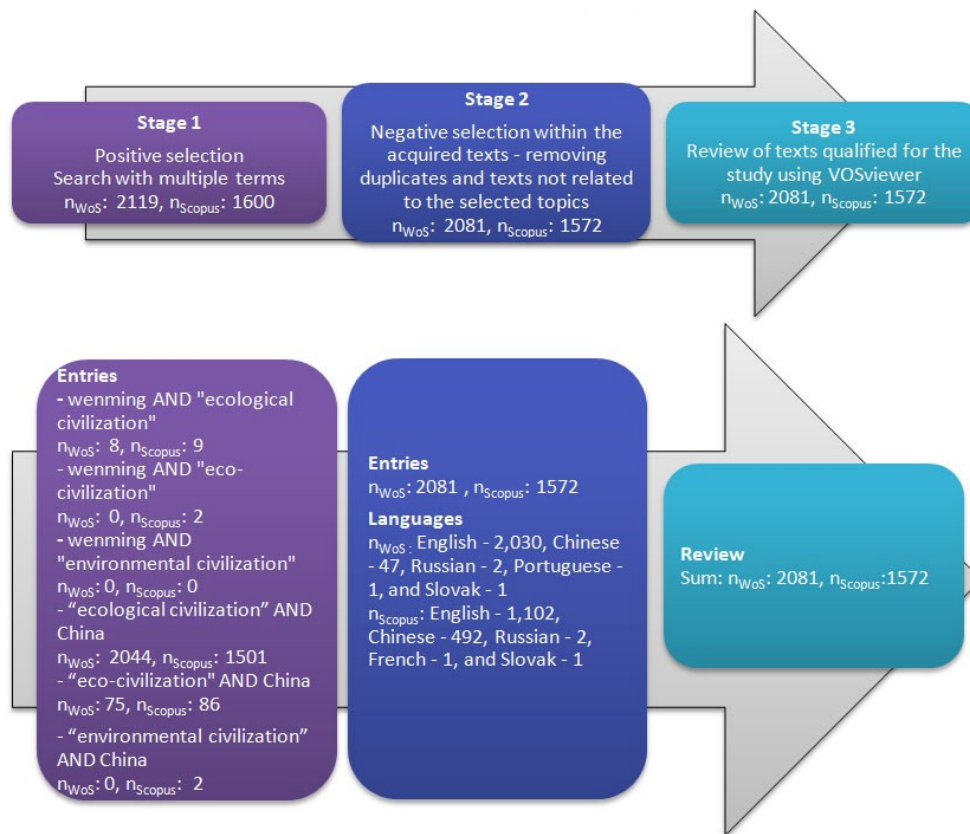 Stage 1
Positive selection
Search with multiple terms
nWoS: 2119, nScopus: 1600
Stage 2
Negative selection within the
acquired texts - removing
duplicates and texts not related
to the selected topics
nWoS: 2081, nScopus: 1572
Stage 3
Review of texts qualified for the
study using VOSviewer
nWoS: 2081, nScopus: 1572
Entries
- wenming AND "ecological
civilization"
nWoS: 8, nScopus: 9
- wenming AND "eco-
civilization"
nWoS: 0, nScopus: 2
- wenming AND
"environmental civilization"
nWoS: 0, nScopus: 0
- “ecological civilization” AND
China
nWoS: 2044, nScopus: 1501
- “eco-civilization" AND China
nWoS: 75, nScopus: 86
- “environmental civilization”
AND China
nWoS: 0, nScopus: 2
Entries
nWoS: 2081 , nScopus: 1572
Languages
nWoS : English - 2,030, Chinese
- 47, Russian - 2, Portuguese -
1, and Slovak - 1
nScopus: English - 1,102,
Chinese - 492, Russian - 2,
French - 1, and Slovak - 1
Review
Sum: nWoS: 2081, nScopus:1572